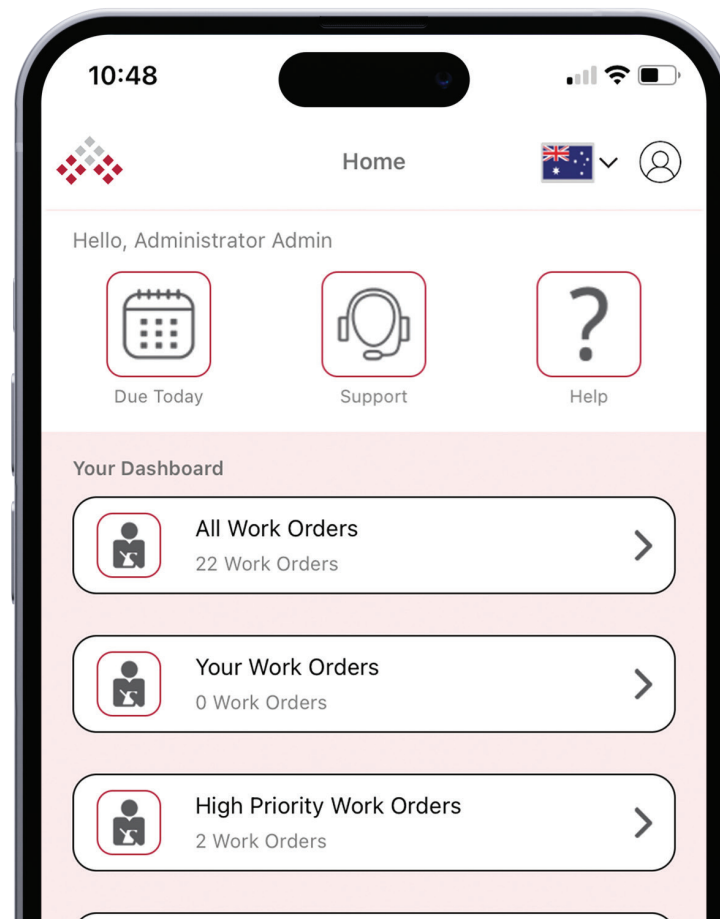 10:48
Home
Hello, Administrator Admin
Due Today
Support
Help
Your Dashboard
All Work Orders
22 Work Orders
Your Work Orders
0 Work Orders
High Priority Work Orders
2 Work Orders